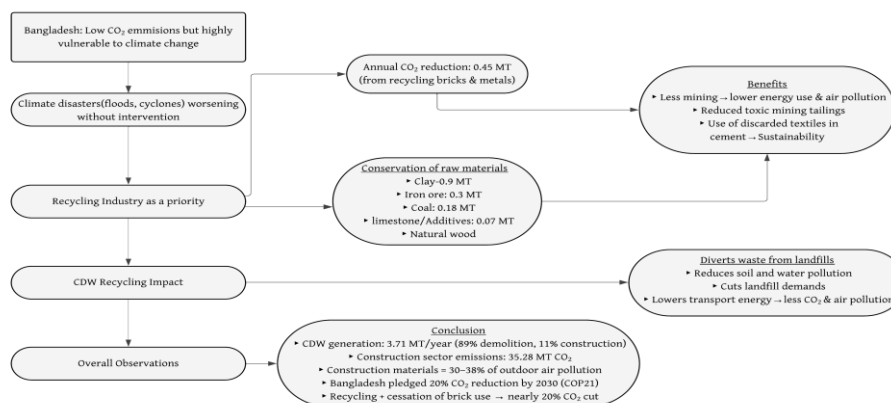 Bangladesh: Low CO₂ emmisions but highly
vulnerable to climate change
Climate disasters(floods, cyclones) worsening
without intervention
Recycling Industry as a priority
CDW Recycling Impact
Overall Observations
Annual CO₂ reduction: 0.45 MT
(from recycling bricks & metals)
Conservation of raw materials
‣ Clay-0.9 MT
‣ Iron ore: 0.3 MT
‣ Coal: 0.18 MT
‣ limestone/Additives: 0.07 MT
‣ Natural wood
Benefits
‣ Less mining → lower energy use & air pollution
‣ Reduced toxic mining tailings
‣ Use of discarded textiles in
cement → Sustainability
Diverts waste from landfills
‣ Reduces soil and water pollution
‣ Cuts landfill demands
‣ Lowers transport energy → less CO₂ & air pollution
Conclusion
‣ CDW generation: 3.71 MT/year (89% demolition, 11% construction)
‣ Construction sector emissions: 35.28 MT CO₂
‣ Construction materials = 30–38% of outdoor air pollution
‣ Bangladesh pledged 20% CO₂ reduction by 2030 (COP21)
‣ Recycling + cessation of brick use → nearly 20% CO₂ cut